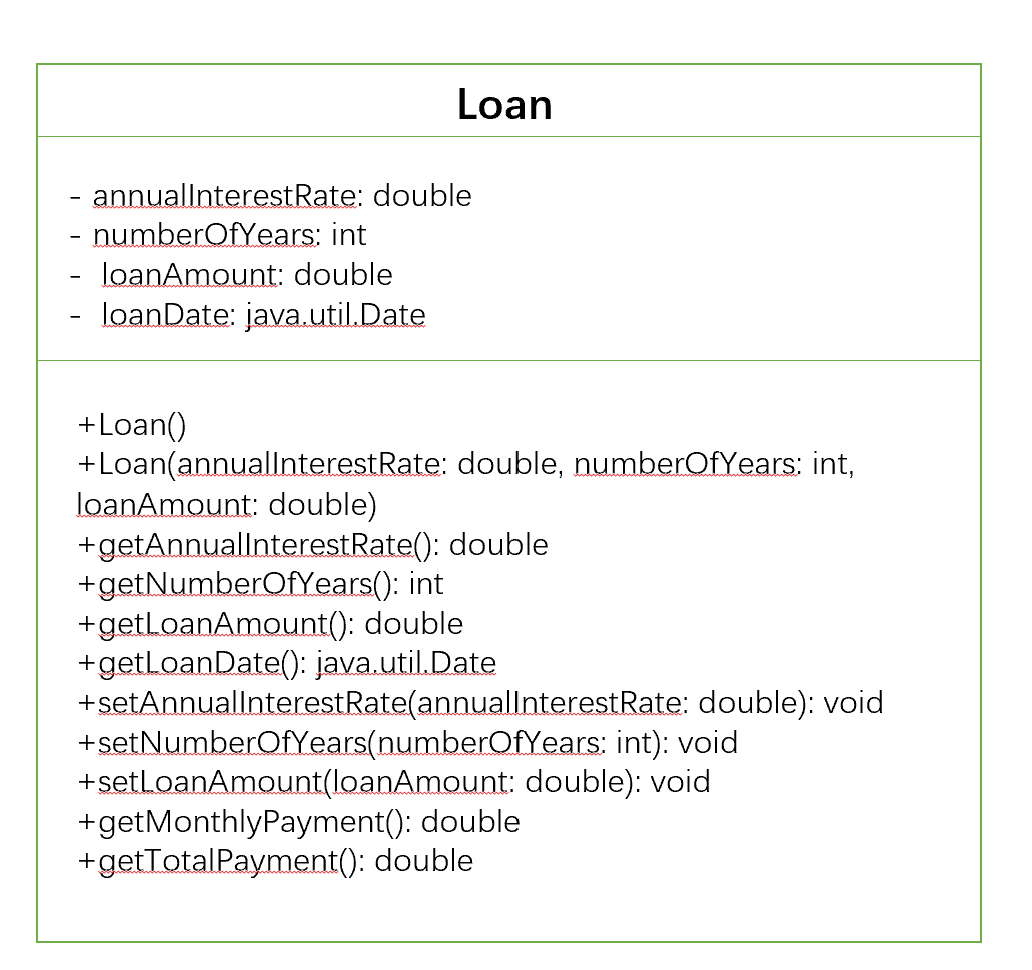 Loan
- annualInterestRate: double
- numberOfYears: int
- loanAmount: double
- loanDate: java.util.Date
+Loan()
+Loan(annualInterestRate: double, numberOfYears: int,
loanAmount: double)
+getAnnualInterestRate(): double
+getNumberOfYears(): int
+getLoanAmount(): double
+getLoanDate(): java.util.Date
+setAnnualInterestRate(annualInterestRate: double): void
+setNumberOfYears(numberOfYears: int): void
+setLoanAmount(loanAmount: double): void
+getMonthlyPayment(): double
+getTotalPayment(): double